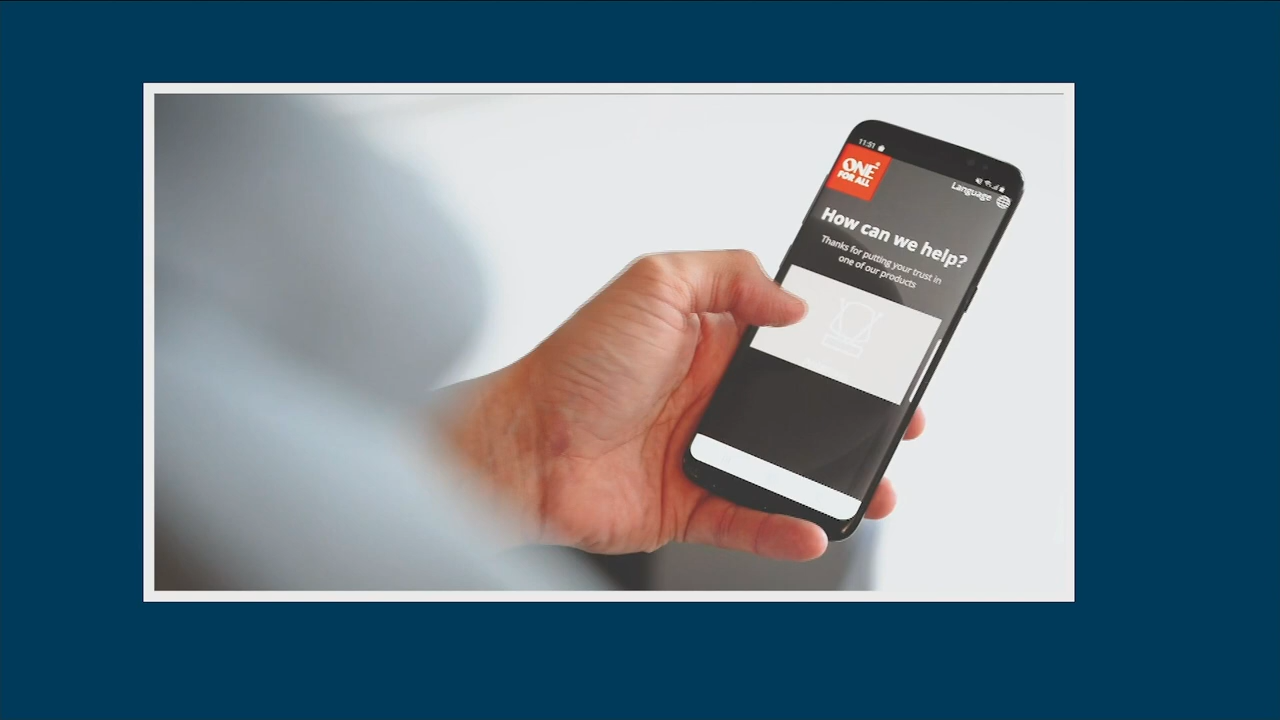 11:51
ONE
FOR ALL
Language
How can we help?
Thanks for putting your trust in
one of our products